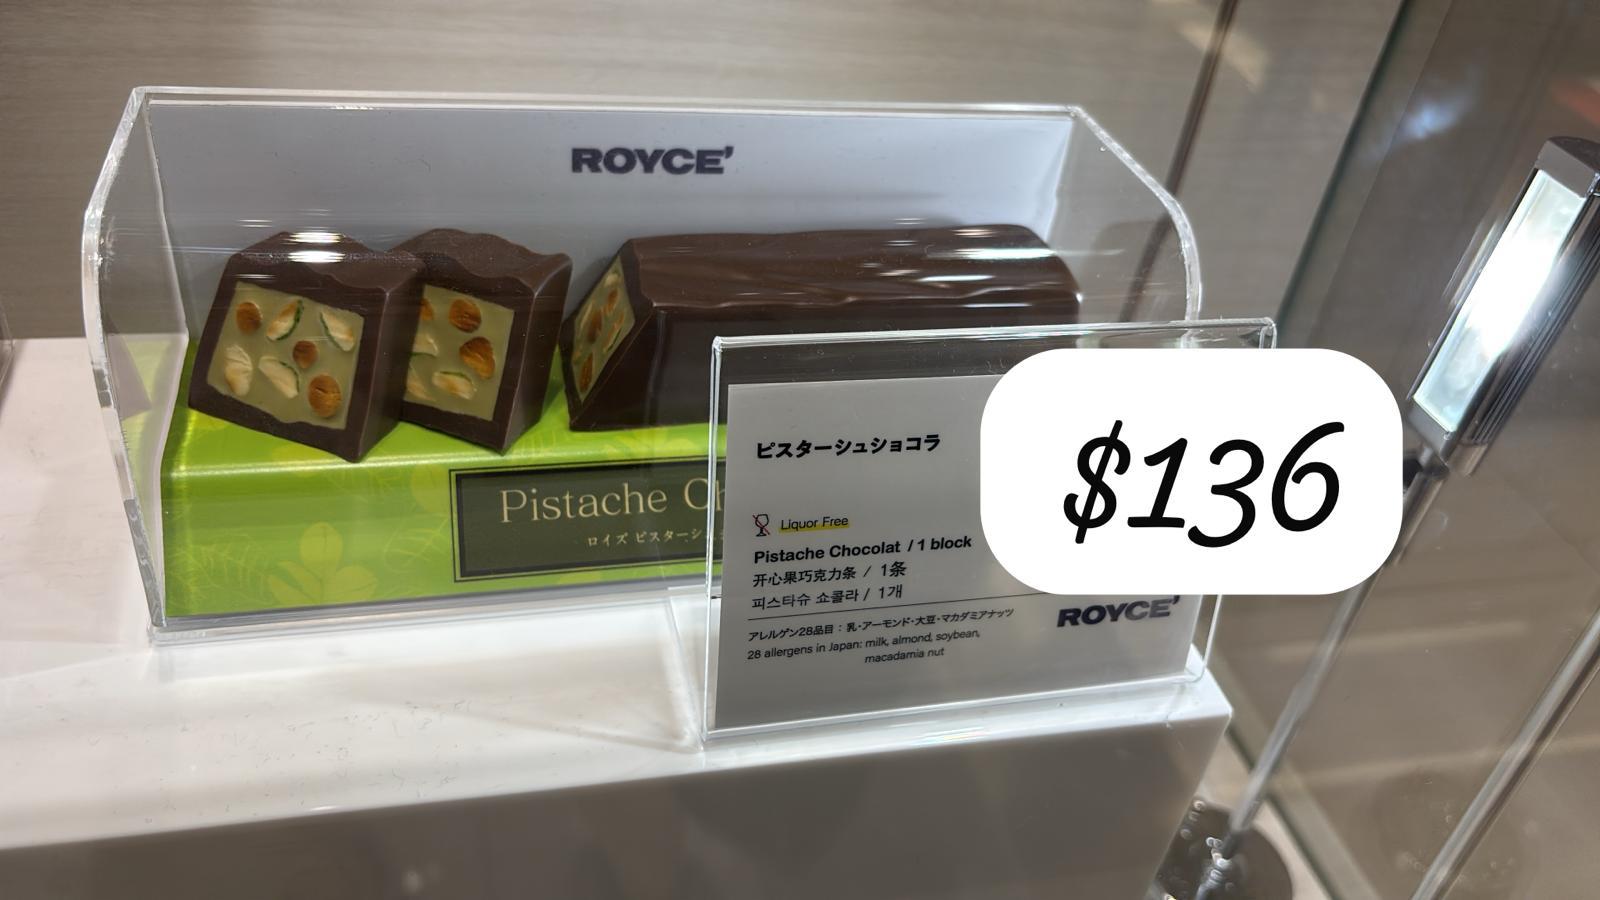 ROYCE'
Pistache Ch
ロイズ ピスターシュシ
ピスターシュショコラ
$136
Liquor Free
Pistache Chocolat / 1 block
开心果巧克力条 / 1条
피스타슈 쇼콜라 / 1개
アレルゲン28品目：乳・アーモンド・大豆・マカダミアナッツ
28 allergens in Japan: milk, almond, soybean,
macadamia nut
ROYCE'